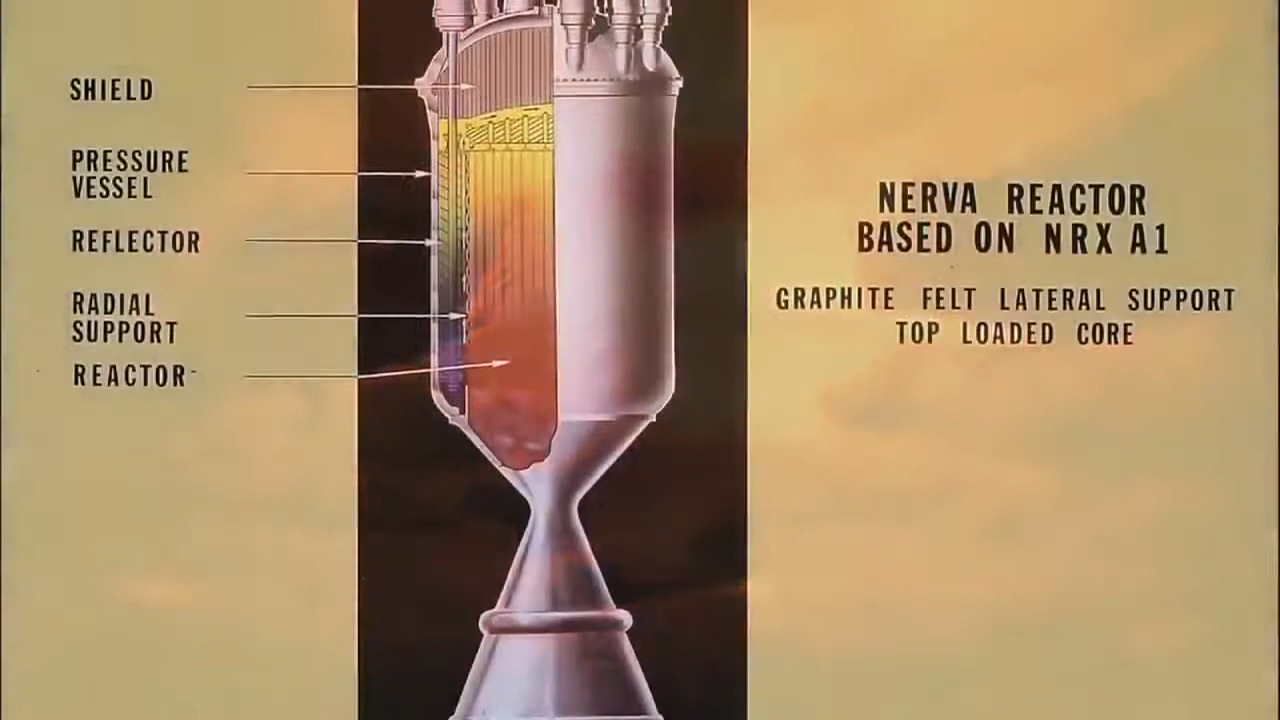 SHIELD
PRESSURE
VESSEL
REFLECTOR
RADIAL
SUPPORT
REACTOR
NERVA REACTOR
BASED ON NRX A1
GRAPHITE FELT LATERAL SUPPORT
TOP LOADED CORE